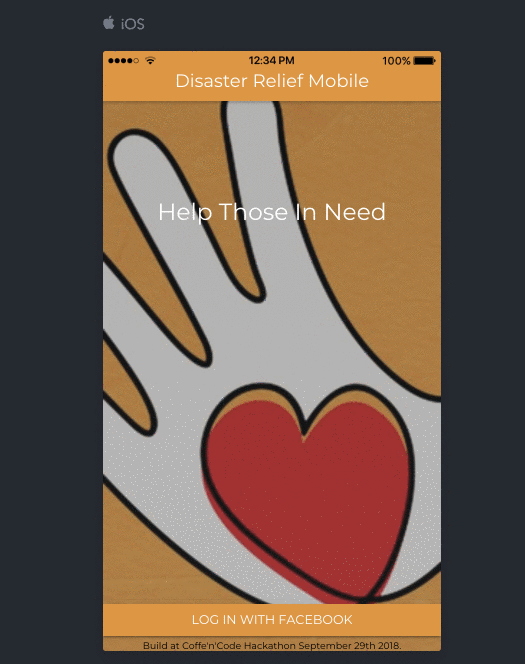 iOS
12:34 PM
100%
Disaster Relief Mobile
Help Those In Need
LOG IN WITH FACEBOOK
Build at Coffe'n'Code Hackathon September 29th 2018.